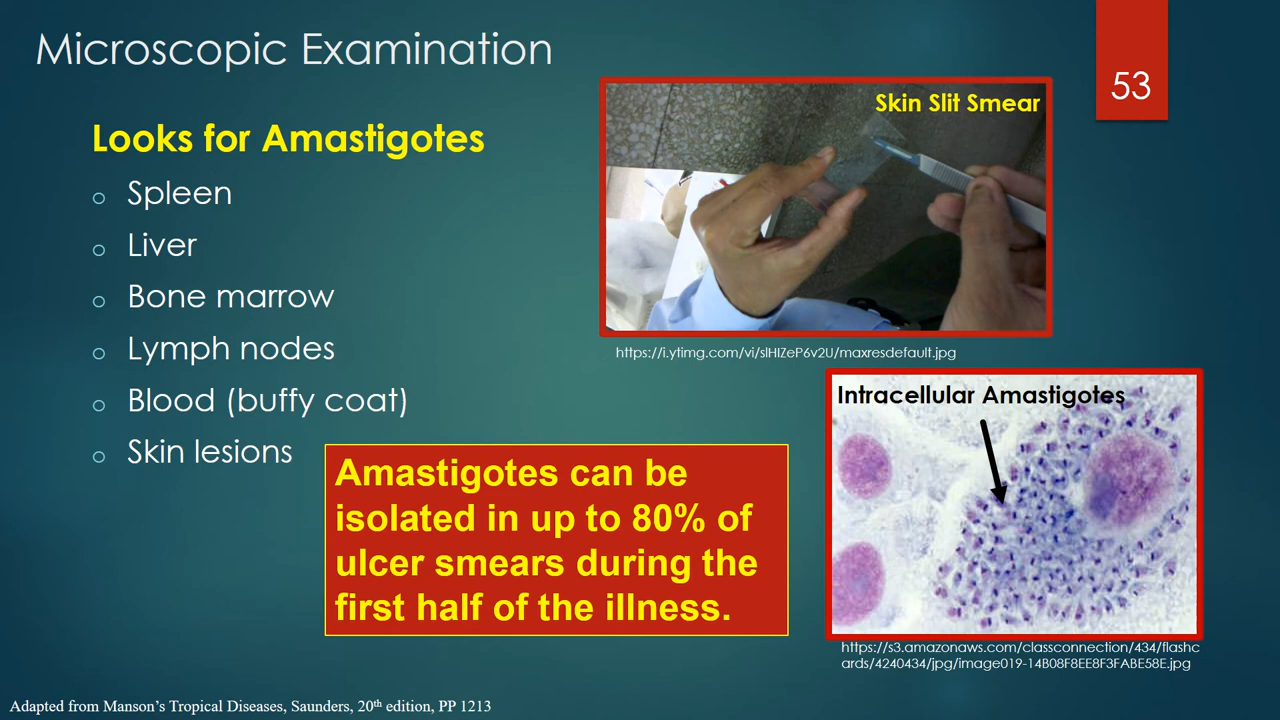 Microscopic Examination
53
Looks for Amastigotes
Spleen
Liver
Bone marrow
Lymph nodes
Blood (buffy coat)
Skin lesions
Amastigotes can be
isolated in up to 80% of
ulcer smears during the
first half of the illness.
Skin Slit Smear
https://i.ytimg.com/vi/slHIZeP6v2U/maxresdefault.jpg
Intracellular Amastigotes
https://s3.amazonaws.com/classconnection/434/flashc
ards/4240434/jpg/image019-14B08F8EE8F3FABE58E.jpg
Adapted from Manson's Tropical Diseases, Saunders, 20th edition, PP 1213